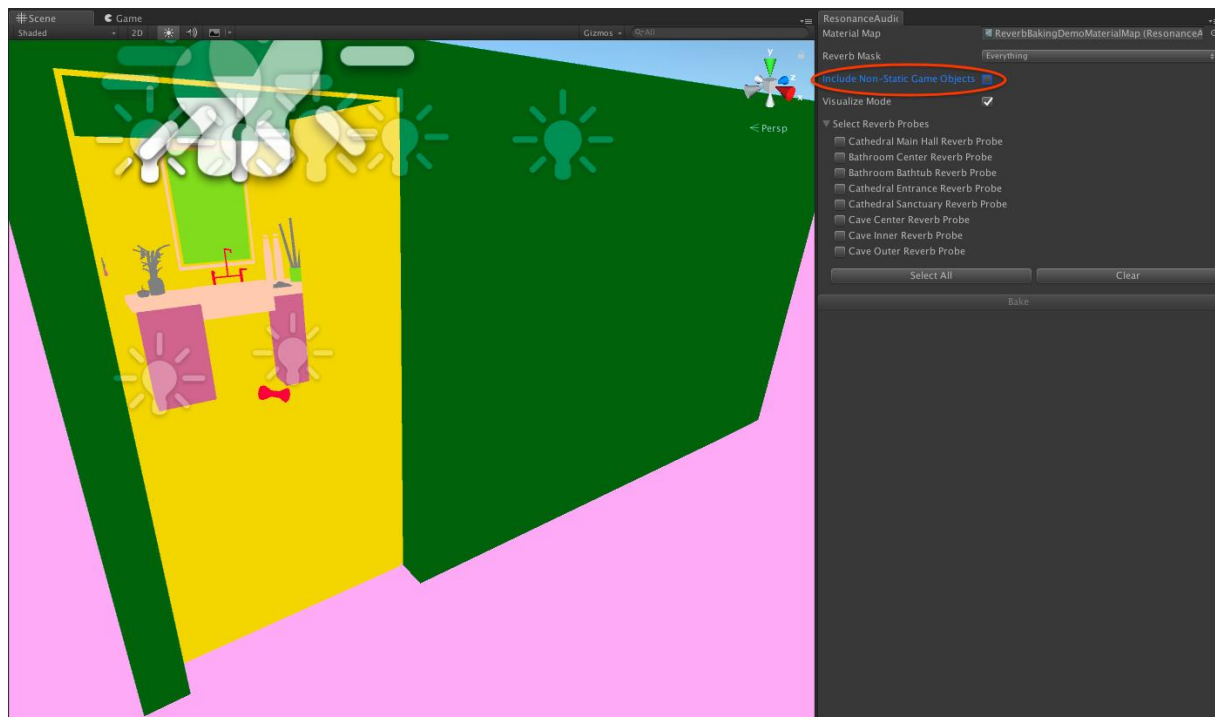 Scene
Game
Shaded
2D
Gizmos
All
y
z
x
Persp
ResonanceAudic
Material Map
ReverbBakingDemoMaterialMap (ResonanceA
Reverb Mask
Everything
Include Non-Static Game Objects
Visualize Mode
Select Reverb Probes
Cathedral Main Hall Reverb Probe
Bathroom Center Reverb Probe
Bathroom Bathtub Reverb Probe
Cathedral Entrance Reverb Probe
Cathedral Sanctuary Reverb Probe
Cave Center Reverb Probe
Cave Inner Reverb Probe
Cave Outer Reverb Probe
Select All
Clear
Bake